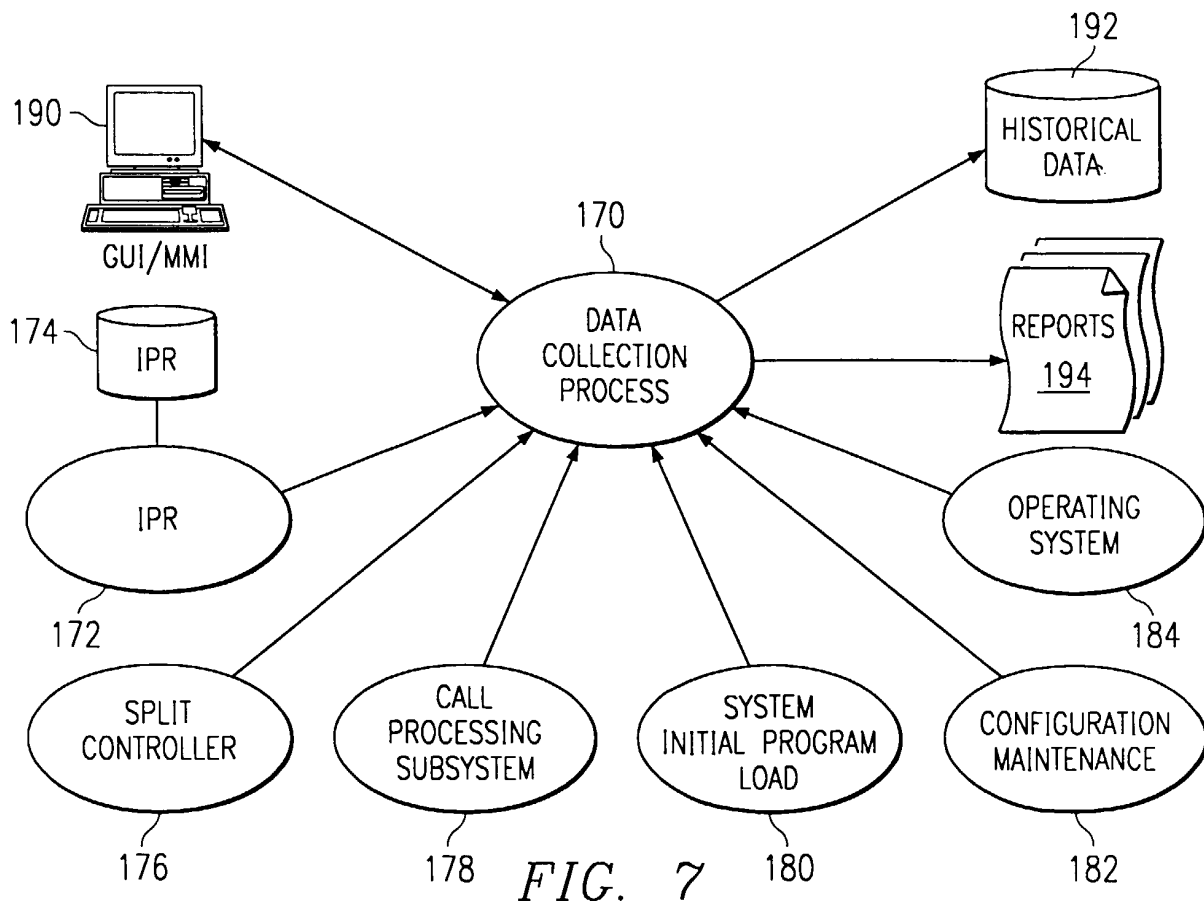 192
190
HISTORICAL
DATA
GUI/MMI
170
174
IPR
DATA
COLLECTION
PROCESS
REPORTS
194
IPR
OPERATING
SYSTEM
172
184
SPLIT
CONTROLLER
CALL
PROCESSING
SUBSYSTEM
SYSTEM
INITIAL PROGRAM
LOAD
CONFIGURATION
MAINTENANCE
176
178
180
182
FIG. 7